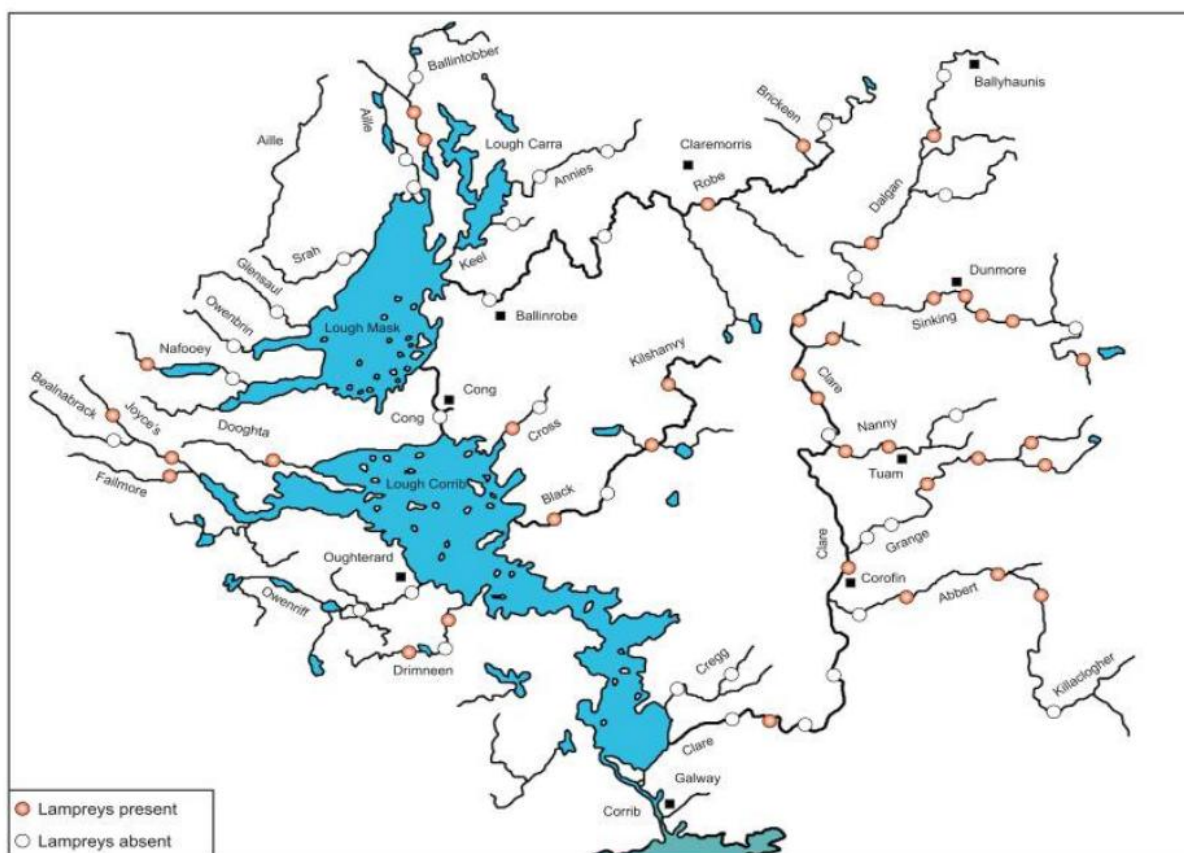 Ballintobber
Ballyhaunis
Aille
Aille
Lough Carra
Annies
Brickeen
Claremorris
Robe
Dalgan
Srah
Glensaul
Owenbrin
Keel
Lough Mask
Ballinrobe
Dunmore
Sinking
Nafooey
Bealnabrack
Joyce's
Failmore
Dooghta
Cong
Cong
Cross
Kilshanvy
Clare
Nanny
Tuam
Lough Corrib
Black
Grange
Clare
Corofin
Abbert
Killaclogher
Oughterard
Owenriff
Drimneen
Cregg
Clare
Galway
Corrib
Lampreys present
Lampreys absent